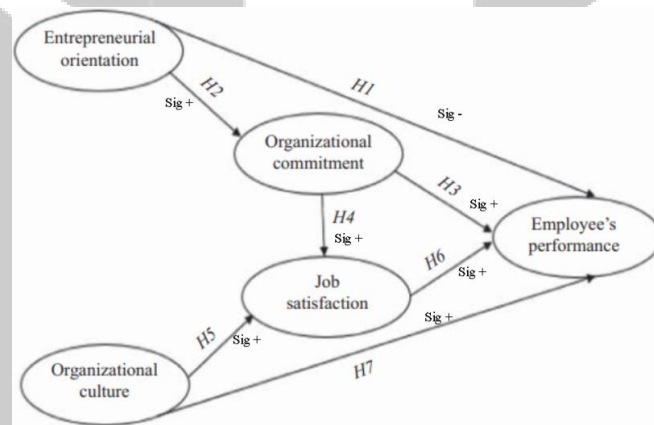 Entrepreneurial
orientation
H1
H2
Sig +
Sig -
Organizational
commitment
H3
Sig +
H4
Sig +
Employee's
performance
Job
satisfaction
H6
Sig +
H5
Sig +
Sig +
H7
Organizational
culture